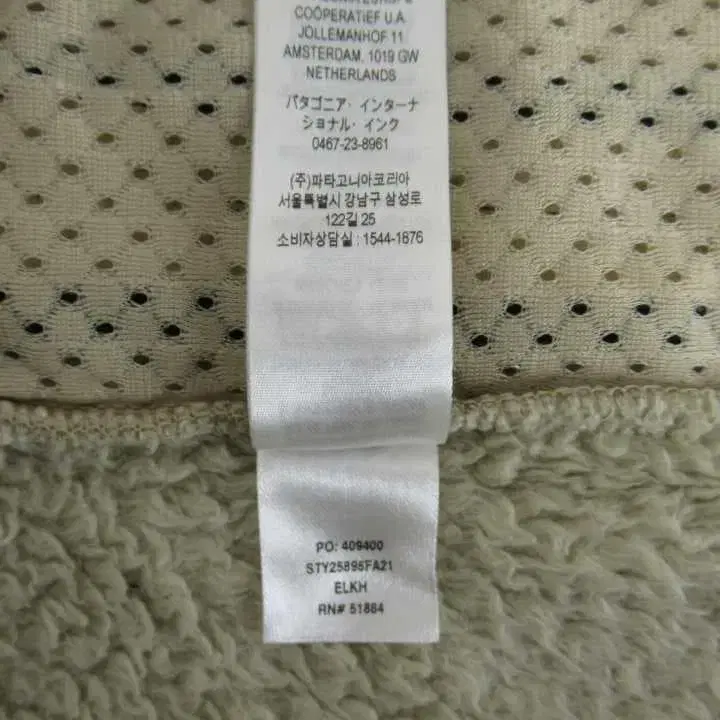 COÖPERATIEF U.A.
JOLLEMANHOF 11
AMSTERDAM, 1019 GW
NETHERLANDS
パタゴニア・インターナ
ショナル・インク
0467-23-8961
(주)파타고니아코리아
서울특별시 강남구 삼성로
122길 25
소비자상담실 : 1544-1876
PO: 409400
STY25895FA21
ELKH
RN# 51884